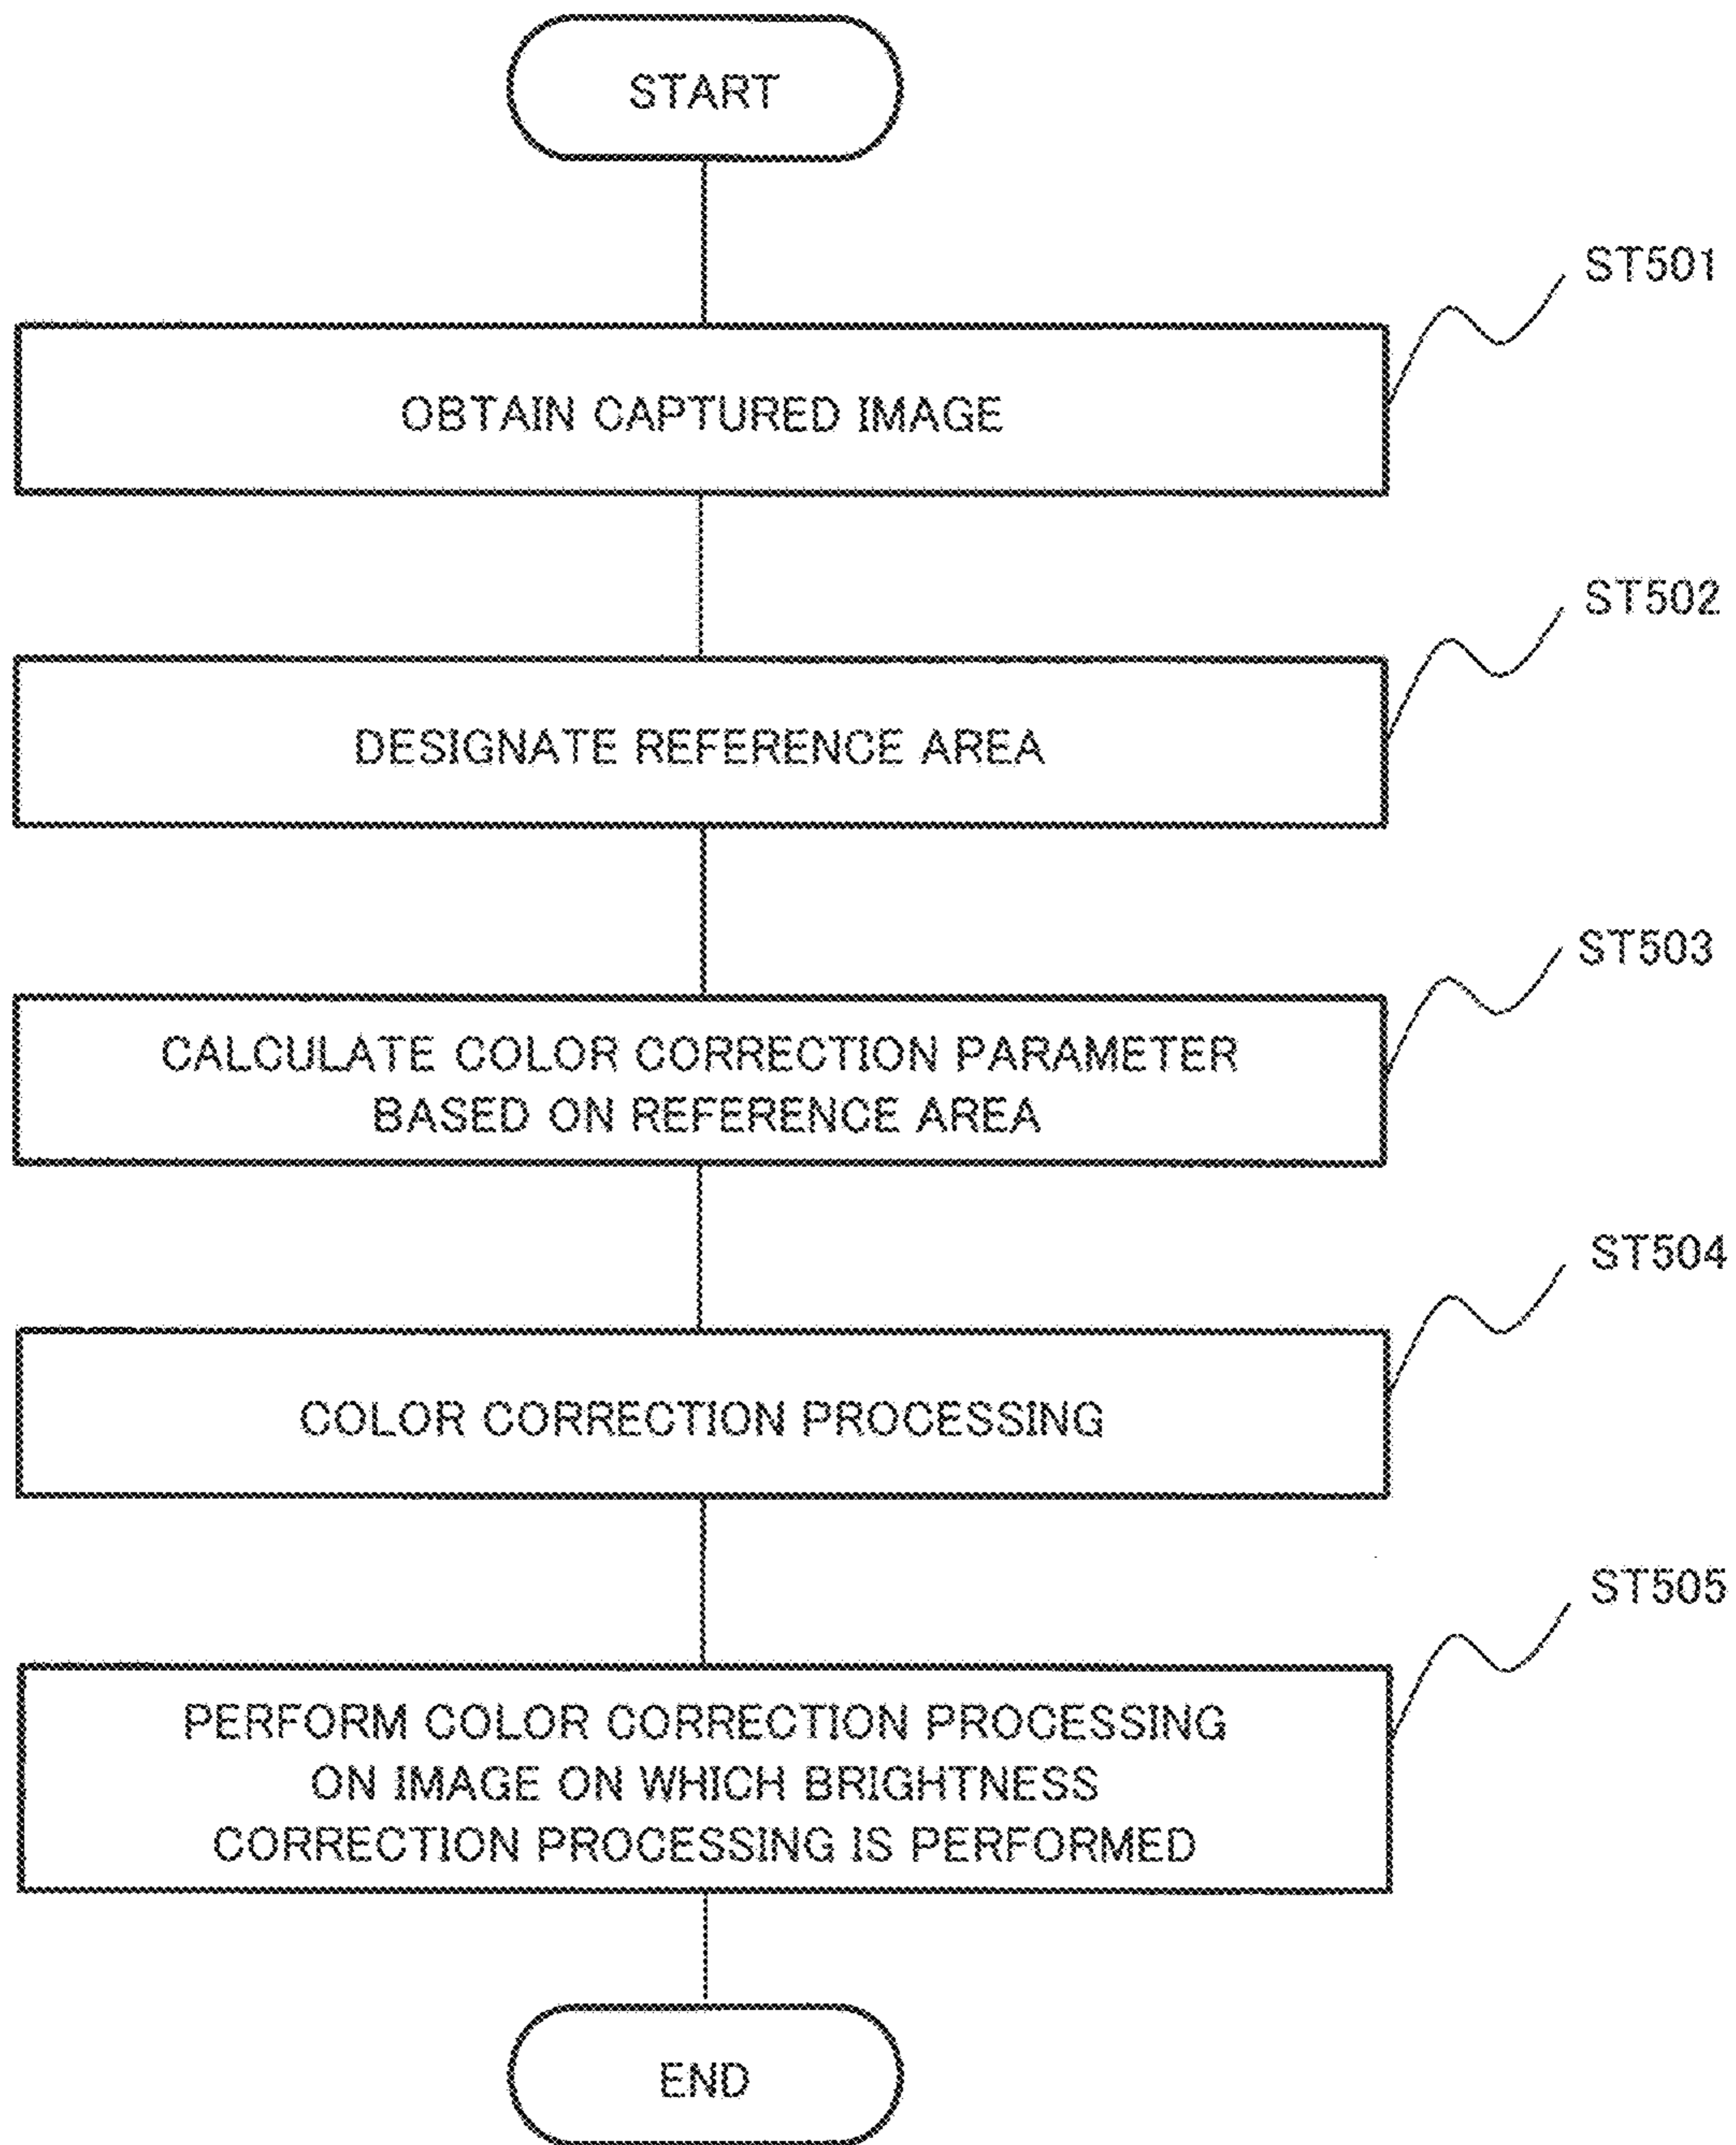 START
ST501
OBTAIN CAPTURED IMAGE
ST502
DESIGNATE REFERENCE AREA
ST503
CALCULATE COLOR CORRECTION PARAMETER
BASED ON REFERENCE AREA
ST504
COLOR CORRECTION PROCESSING
ST505
PERFORM COLOR CORRECTION PROCESSING
ON IMAGE ON WHICH BRIGHTNESS
CORRECTION PROCESSING IS PERFORMED
END